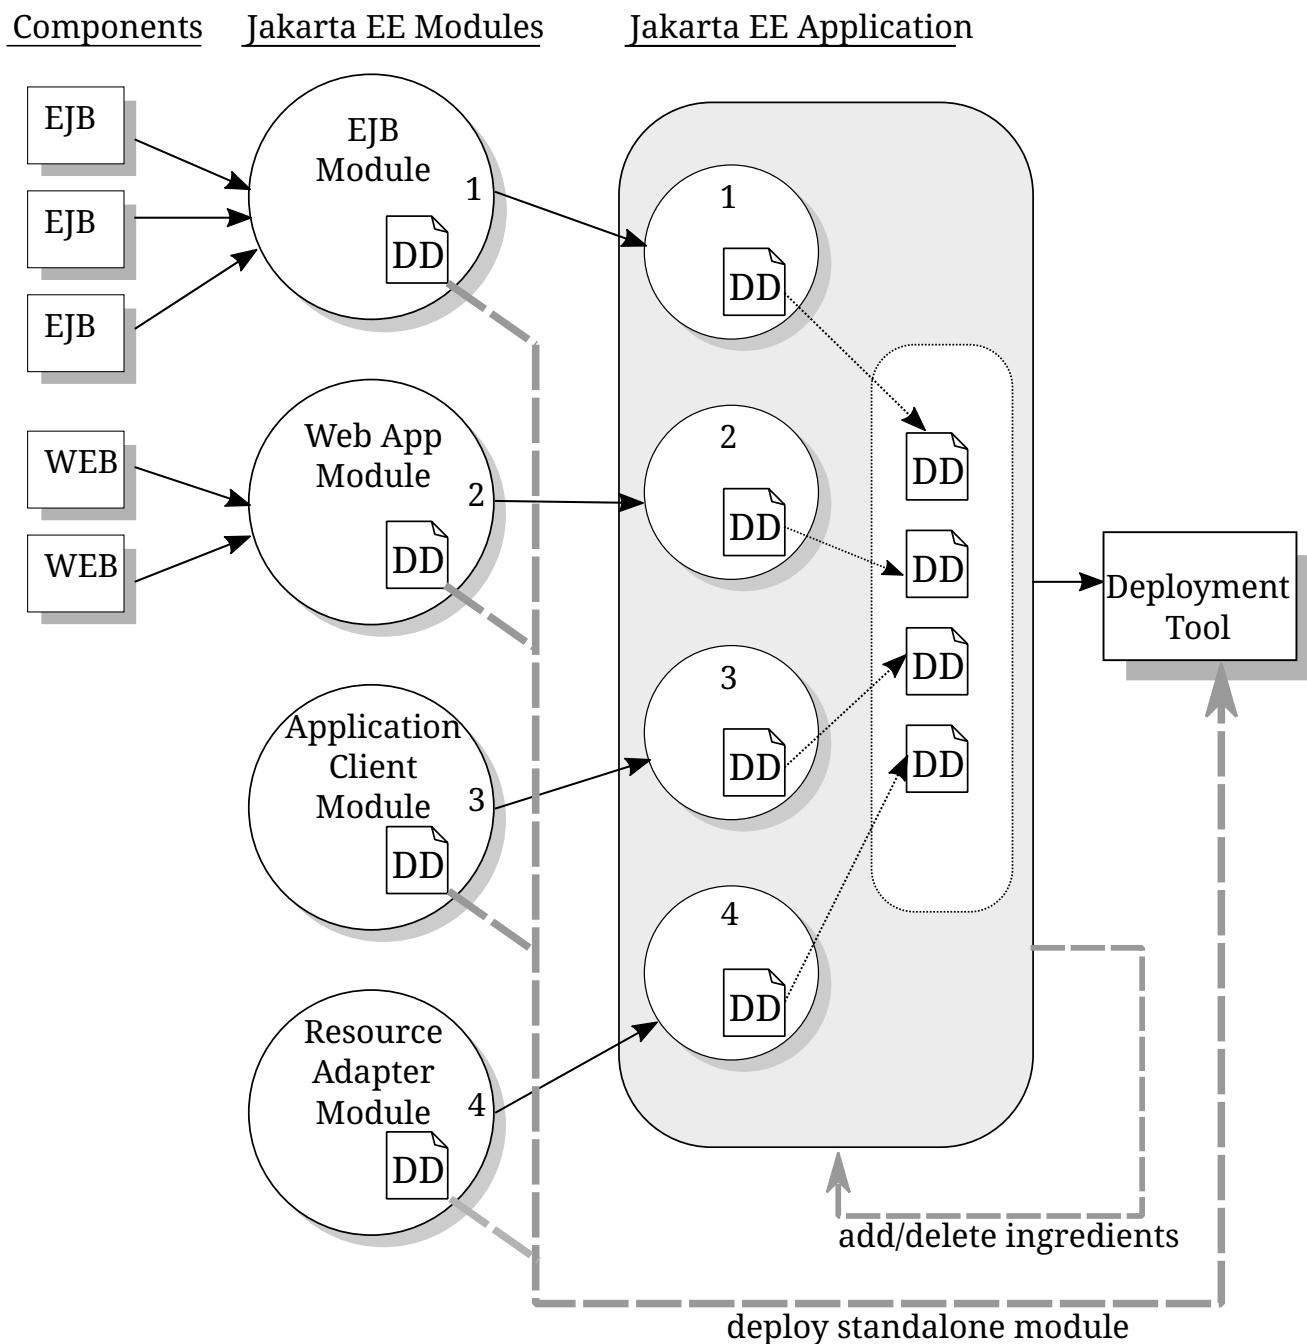 Components
Jakarta EE Modules
Jakarta EE Application
EJB
EJB
EJB
WEB
WEB
EJB
Module
1
DD
Web App
Module
2
DD
Application
Client
Module
3
DD
Resource
Adapter
Module
4
DD
1
DD
2
DD
3
DD
4
DD
DD
DD
DD
DD
Deployment
Tool
add/delete ingredients
deploy standalone module